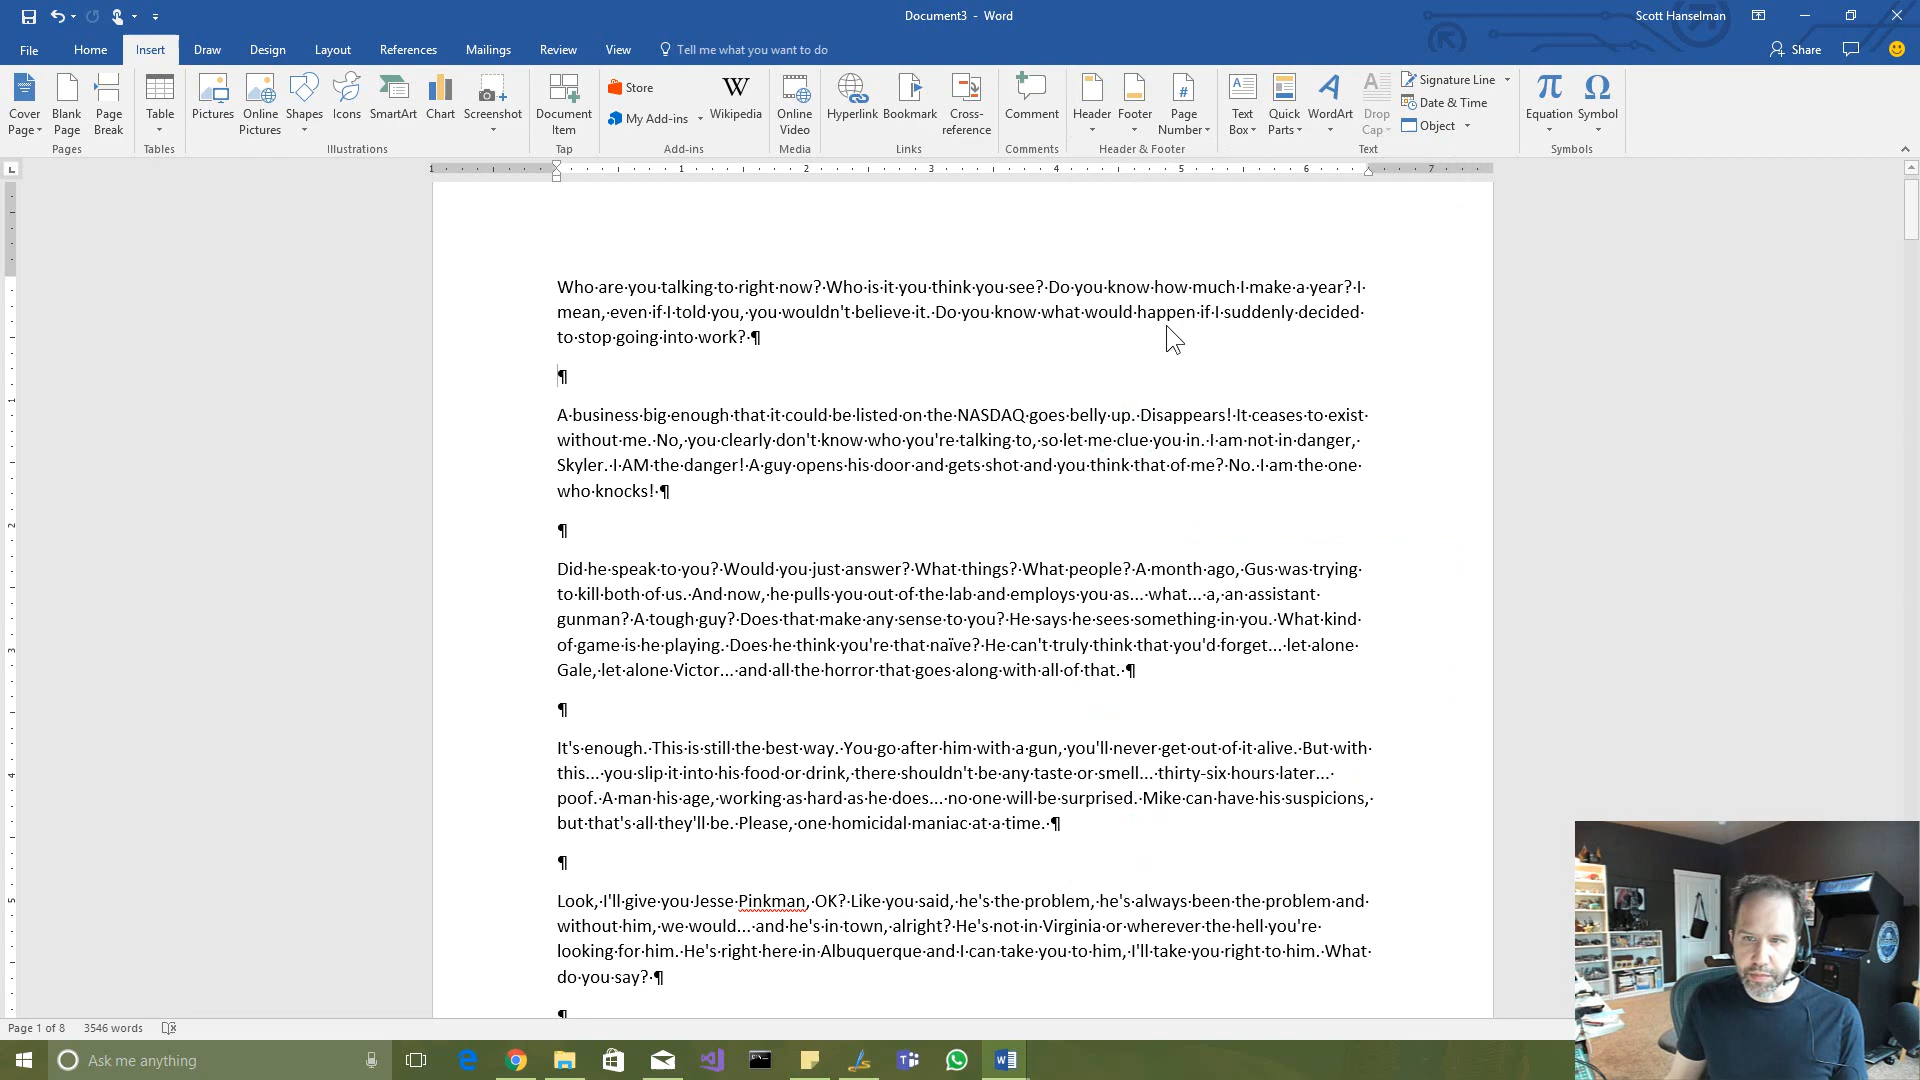 Document3 - Word
Scott Hanselman
File Home Insert Draw Design Layout References Mailings Review View Tell me what you want to do Share
Cover Page
Blank Page
Page Break
Pages
Table
Tables
Pictures
Online Pictures
Shapes
Icons
SmartArt
Chart
Screenshot
Illustrations
Document Item
Tap
Store
My Add-ins
Wikipedia
Add-ins
Online Video
Media
Hyperlink
Bookmark
Cross-reference
Links
Comment
Comments
Header
Footer
Page Number
Header & Footer
Text Box
Quick Parts
WordArt
Drop Cap
Signature Line
Date & Time
Object
Text
Equation
Symbol
Symbols
1 1 2 3 4 5 6 7
Who are you talking to right now? Who is it you think you see? Do you know how much I make a year? I
mean, even if I told you, you wouldn't believe it. Do you know what would happen if I suddenly decided
to stop going into work? ¶
¶
A business big enough that it could be listed on the NASDAQ goes belly up. Disappears! It ceases to exist
without me. No, you clearly don't know who you're talking to, so let me clue you in. I am not in danger,
Skyler. I AM the danger! A guy opens his door and gets shot and you think that of me? No. I am the one
who knocks! ¶
¶
Did he speak to you? Would you just answer? What things? What people? A month ago, Gus was trying
to kill both of us. And now, he pulls you out of the lab and employs you as... what... a, an assistant
gunman? A tough guy? Does that make any sense to you? He says he sees something in you. What kind
of game is he playing. Does he think you're that naïve? He can't truly think that you'd forget... let alone
Gale, let alone Victor... and all the horror that goes along with all of that. ¶
¶
It's enough. This is still the best way. You go after him with a gun, you'll never get out of it alive. But with
this... you slip it into his food or drink, there shouldn't be any taste or smell... thirty-six hours later...
poof. A man his age, working as hard as he does... no one will be surprised. Mike can have his suspicions,
but that's all they'll be. Please, one homicidal maniac at a time. ¶
¶
Look, I'll give you Jesse Pinkman, OK? Like you said, he's the problem, he's always been the problem and
without him, we would... and he's in town, alright? He's not in Virginia or wherever the hell you're
looking for him. He's right here in Albuquerque and I can take you to him, I'll take you right to him. What
do you say? ¶
¶
1
2
3
4
5
Page 1 of 8 3546 words
Ask me anything